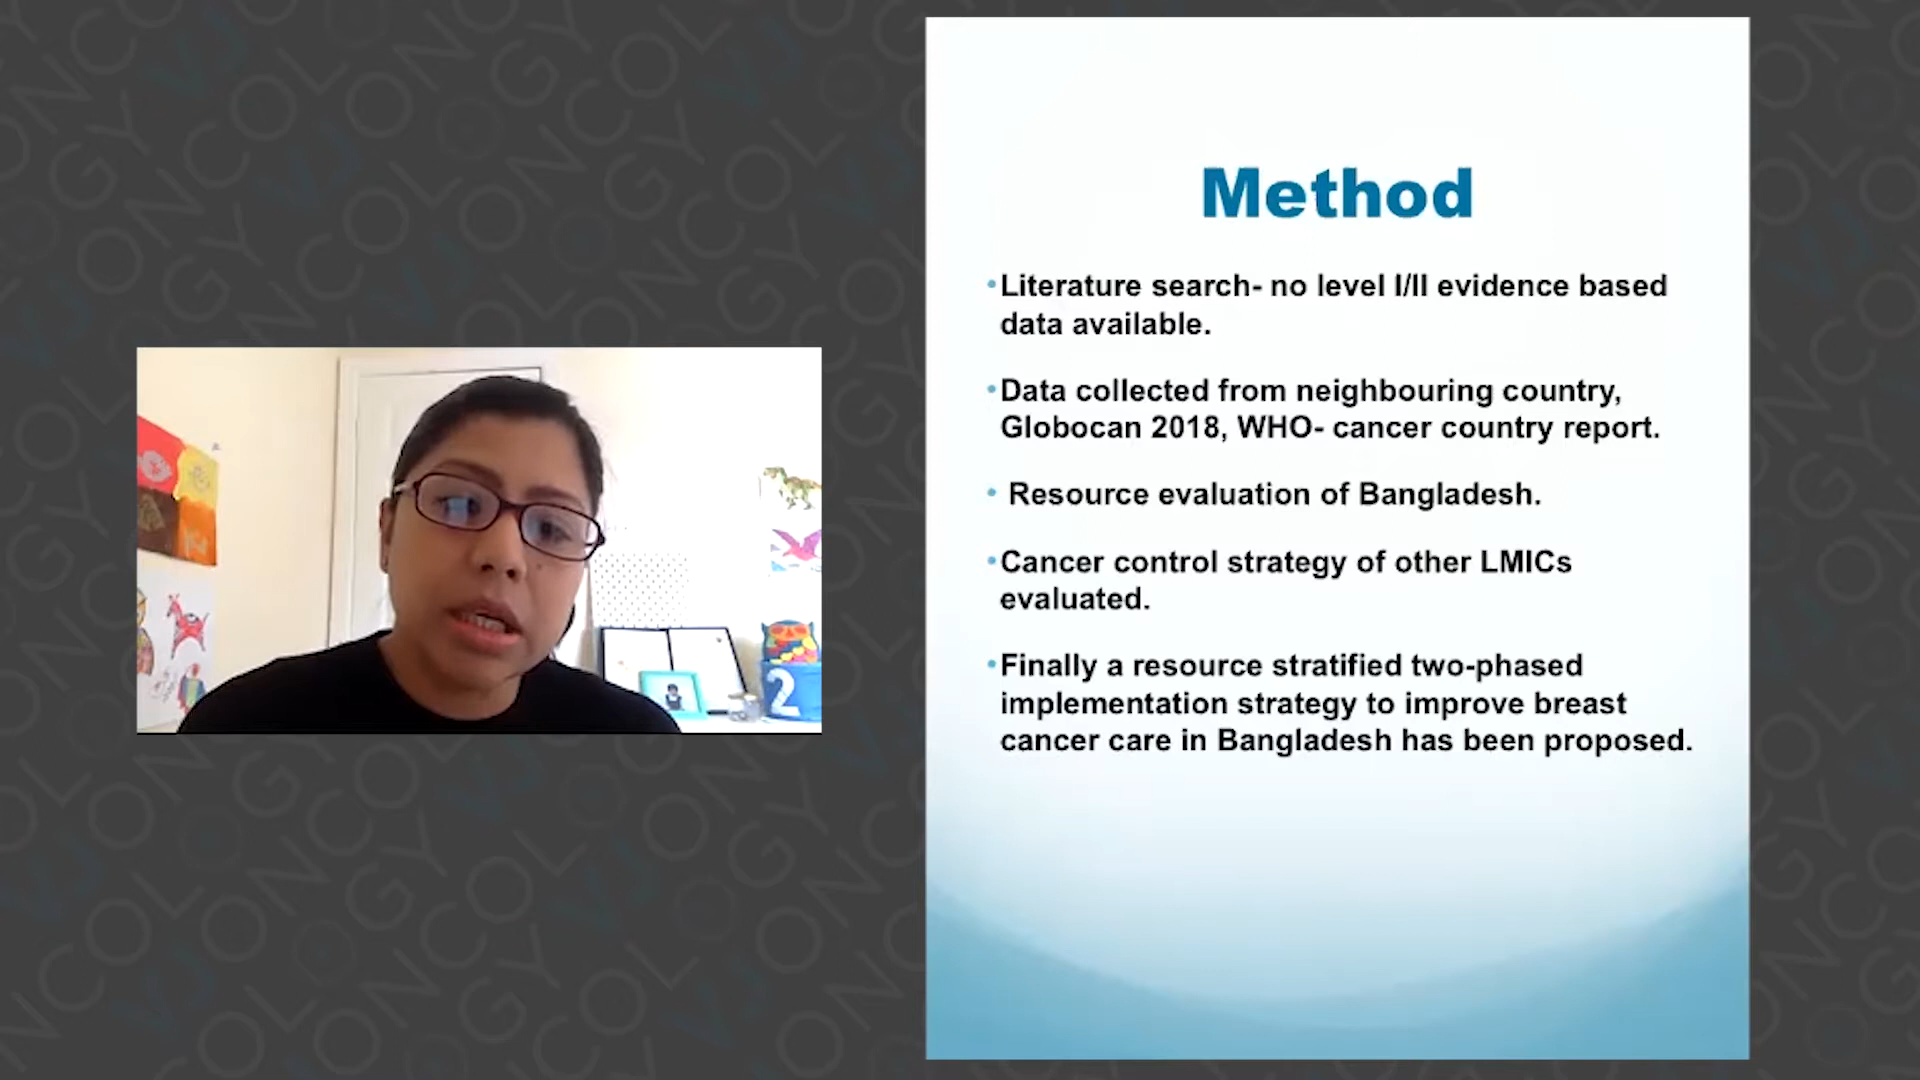 Method
•Literature search- no level I/II evidence based
data available.
•Data collected from neighbouring country,
Globocan 2018, WHO- cancer country report.
• Resource evaluation of Bangladesh.
•Cancer control strategy of other LMICs
evaluated.
•Finally a resource stratified two-phased
implementation strategy to improve breast
cancer care in Bangladesh has been proposed.
2